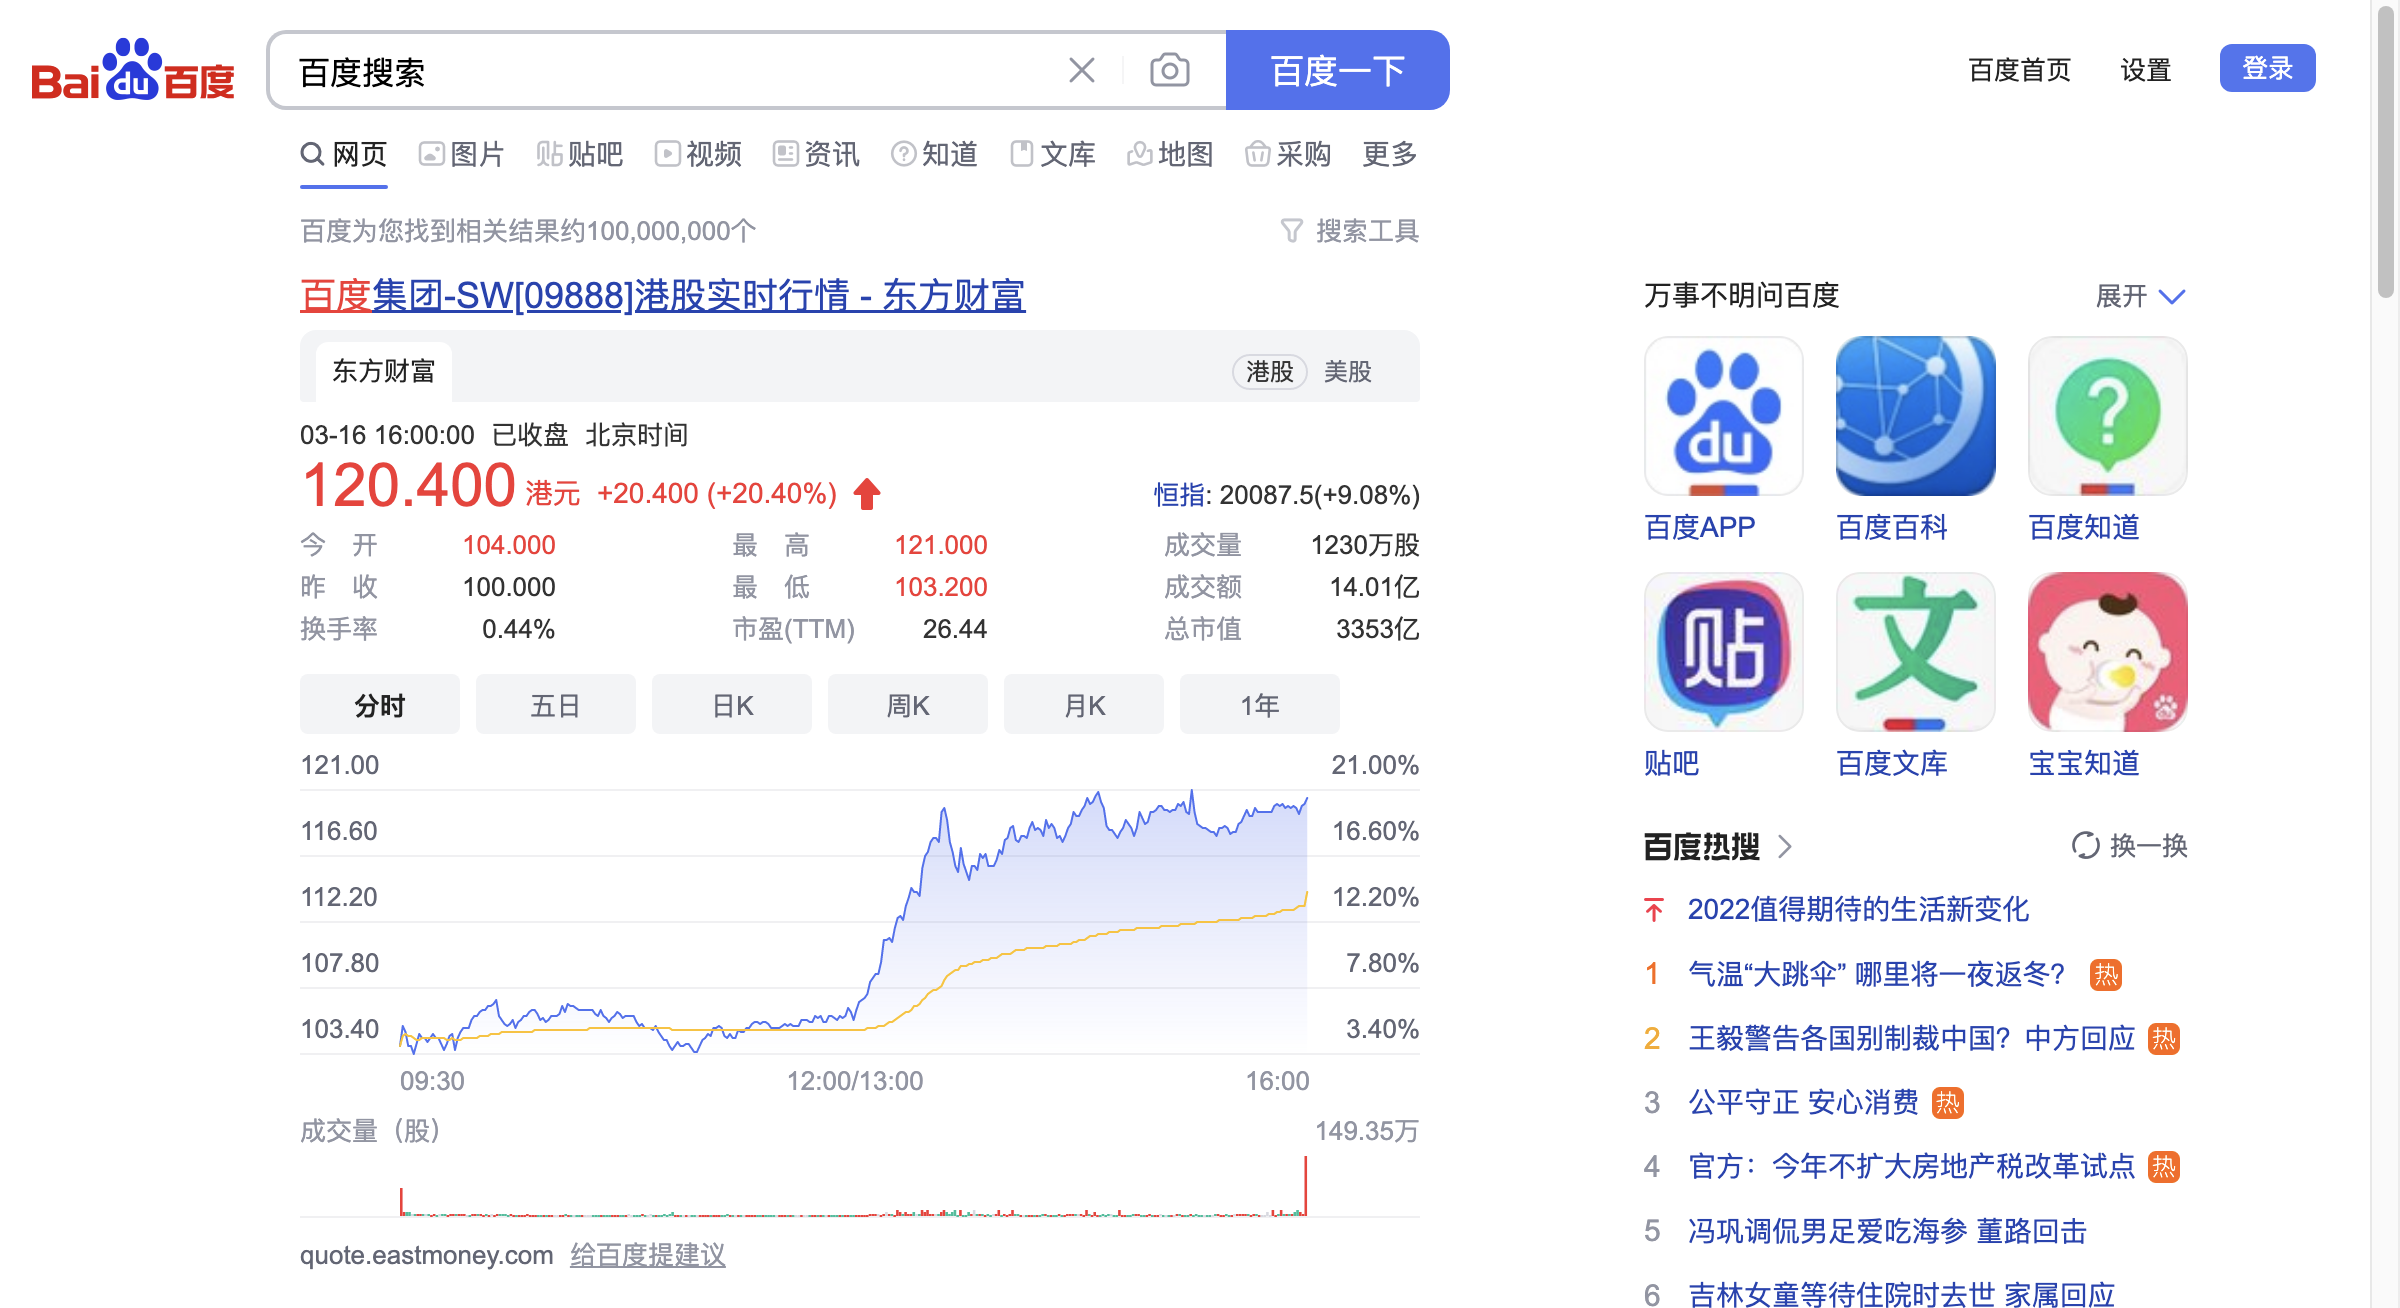 Baidu百度
百度搜索
百度一下
百度首页 设置 登录
网页 图片 贴吧 视频 资讯 知道 文库 地图 采购 更多
百度为您找到相关结果约100,000,000个 搜索工具
百度集团-SW[09888]港股实时行情 - 东方财富
东方财富 港股 美股
03-16 16:00:00 已收盘 北京时间
120.400 港元 +20.400 (+20.40%) 恒指: 20087.5(+9.08%)
今开 104.000 最高 121.000 成交量 1230万股
昨收 100.000 最低 103.200 成交额 14.01亿
换手率 0.44% 市盈(TTM) 26.44 总市值 3353亿
分时 五日 日K 周K 月K 1年
121.00 21.00%
116.60 16.60%
112.20 12.20%
107.80 7.80%
103.40 3.40%
09:30 12:00/13:00 16:00
成交量（股） 149.35万
quote.eastmoney.com 给百度提建议
万事不明问百度 展开
du
?
百度APP 百度百科 百度知道
贴 文
贴吧 百度文库 宝宝知道
百度热搜 换一换
2022值得期待的生活新变化
1 气温“大跳伞” 哪里将一夜返冬？ 热
2 王毅警告各国别制裁中国？中方回应 热
3 公平守正 安心消费 热
4 官方：今年不扩大房地产税改革试点 热
5 冯巩调侃男足爱吃海参 董路回击
6 吉林女童等待住院时去世 家属回应